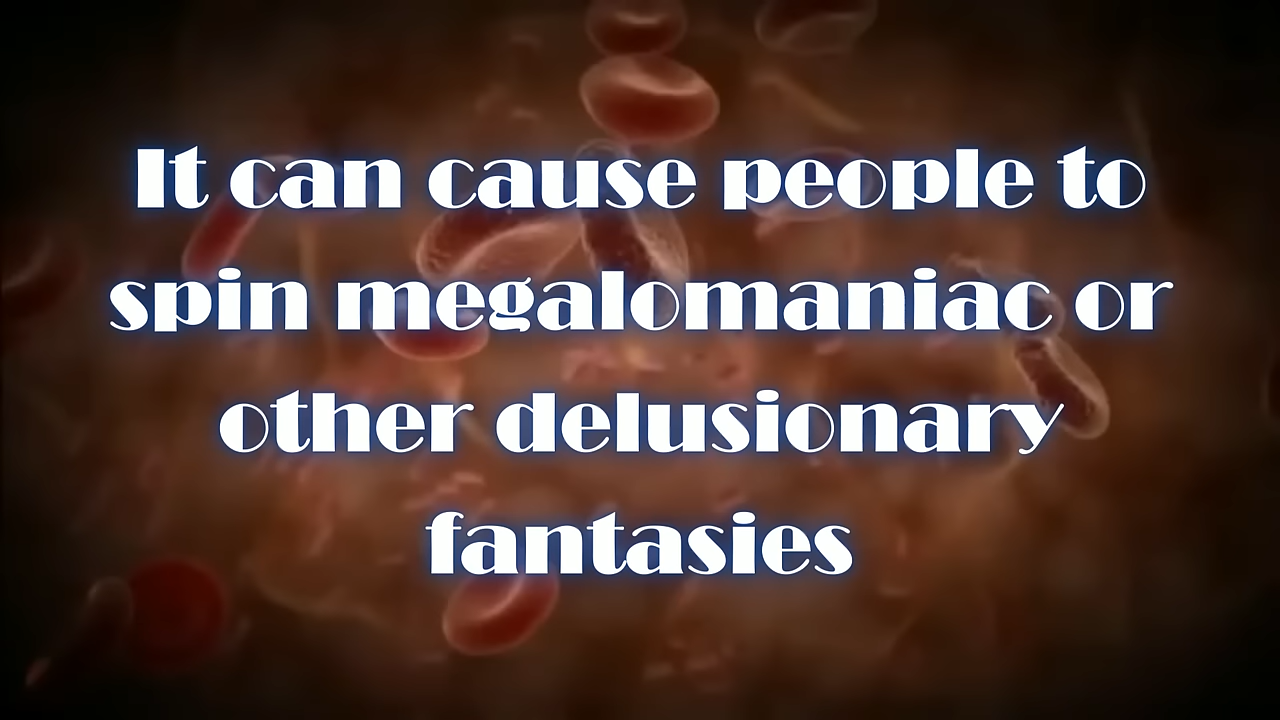 It can cause people to
spin megalomaniac or
other delusionary
fantasies